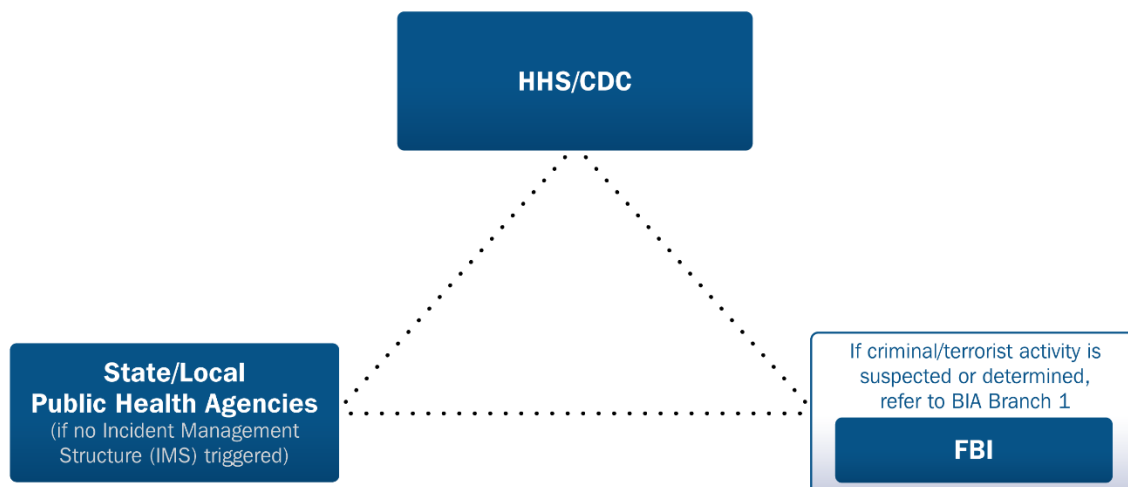 HHS/CDC
State/Local
Public Health Agencies
(if no Incident Management
Structure (IMS) triggered)
If criminal/terrorist activity is
suspected or determined,
refer to BIA Branch 1
FBI